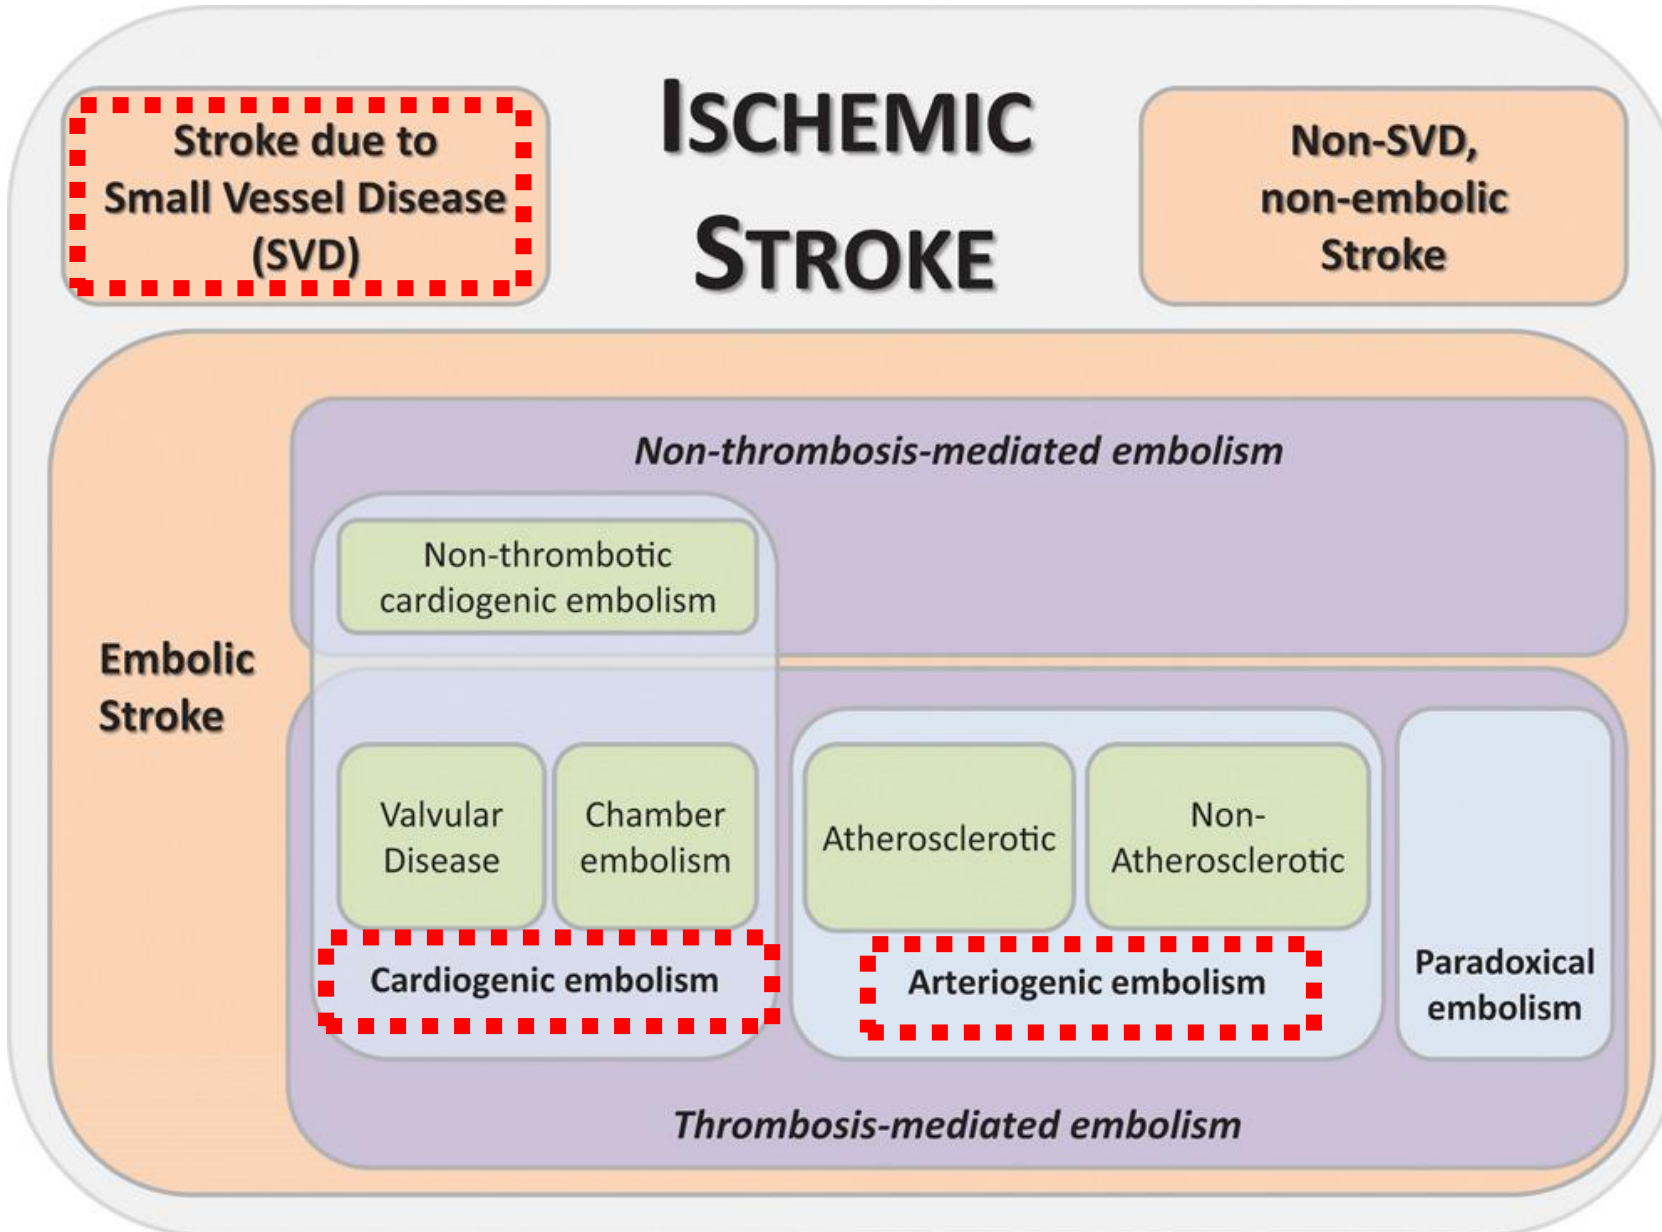 Stroke due to
Small Vessel Disease
(SVD)
ISCHEMIC
STROKE
Non-SVD,
non-embolic
Stroke
Non-thrombosis-mediated embolism
Non-thrombotic
cardiogenic embolism
Embolic
Stroke
Valvular
Disease
Chamber
embolism
Atherosclerotic
Non-
Atherosclerotic
Cardiogenic embolism
Arteriogenic embolism
Paradoxical
embolism
Thrombosis-mediated embolism